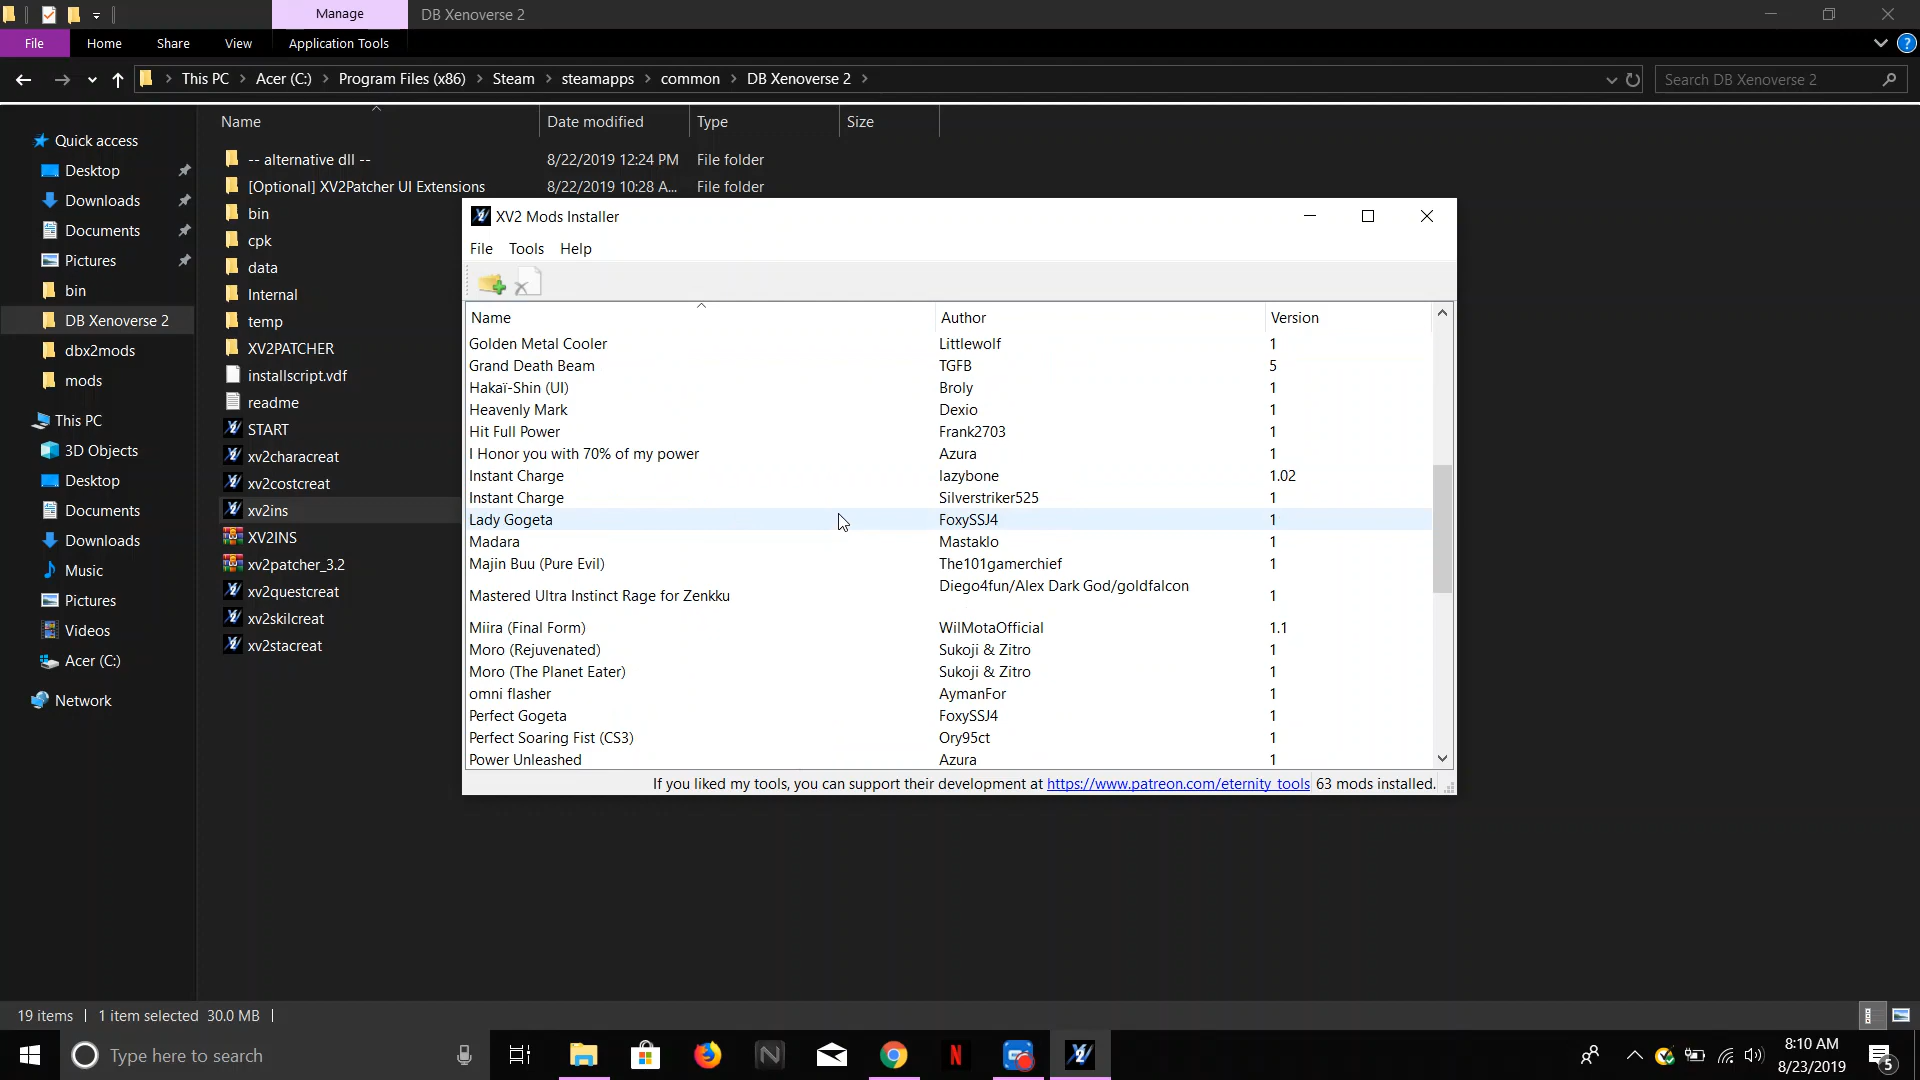 Manage
DB Xenoverse 2
File
Home
Share
View
Application Tools
This PC
Acer (C:)
Program Files (x86)
Steam
steamapps
common
DB Xenoverse 2
Search DB Xenoverse 2
Name
Date modified
Type
Size
Quick access
Desktop
Downloads
Documents
Pictures
bin
DB Xenoverse 2
dbx2mods
mods
This PC
3D Objects
Desktop
Documents
Downloads
Music
Pictures
Videos
Acer (C:)
Network
-- alternative dll -- 8/22/2019 12:24 PM File folder
[Optional] XV2Patcher UI Extensions 8/22/2019 10:28 A... File folder
bin
cpk
data
Internal
temp
XV2PATCHER
installscript.vdf
readme
START
xv2characreat
xv2costcreat
xv2ins
XV2INS
xv2patcher_3.2
xv2questcreat
xv2skilcreat
xv2stacreat
XV2 Mods Installer
File Tools Help
Name Author Version
Golden Metal Cooler Littlewolf 1
Grand Death Beam TGFB 5
Hakaï-Shin (UI) Broly 1
Heavenly Mark Dexio 1
Hit Full Power Frank2703 1
I Honor you with 70% of my power Azura 1
Instant Charge lazybone 1.02
Instant Charge Silverstriker525 1
Lady Gogeta FoxySSJ4 1
Madara Mastaklo 1
Majin Buu (Pure Evil) The101gamerchief 1
Mastered Ultra Instinct Rage for Zenkku Diego4fun/Alex Dark God/goldfalcon 1
Miira (Final Form) WilMotaOfficial 1.1
Moro (Rejuvenated) Sukoji & Zitro 1
Moro (The Planet Eater) Sukoji & Zitro 1
omni flasher AymanFor 1
Perfect Gogeta FoxySSJ4 1
Perfect Soaring Fist (CS3) Ory95ct 1
Power Unleashed Azura 1
If you liked my tools, you can support their development at https://www.patreon.com/eternity_tools 63 mods installed.
19 items
1 item selected 30.0 MB
Type here to search
8:10 AM
8/23/2019
5